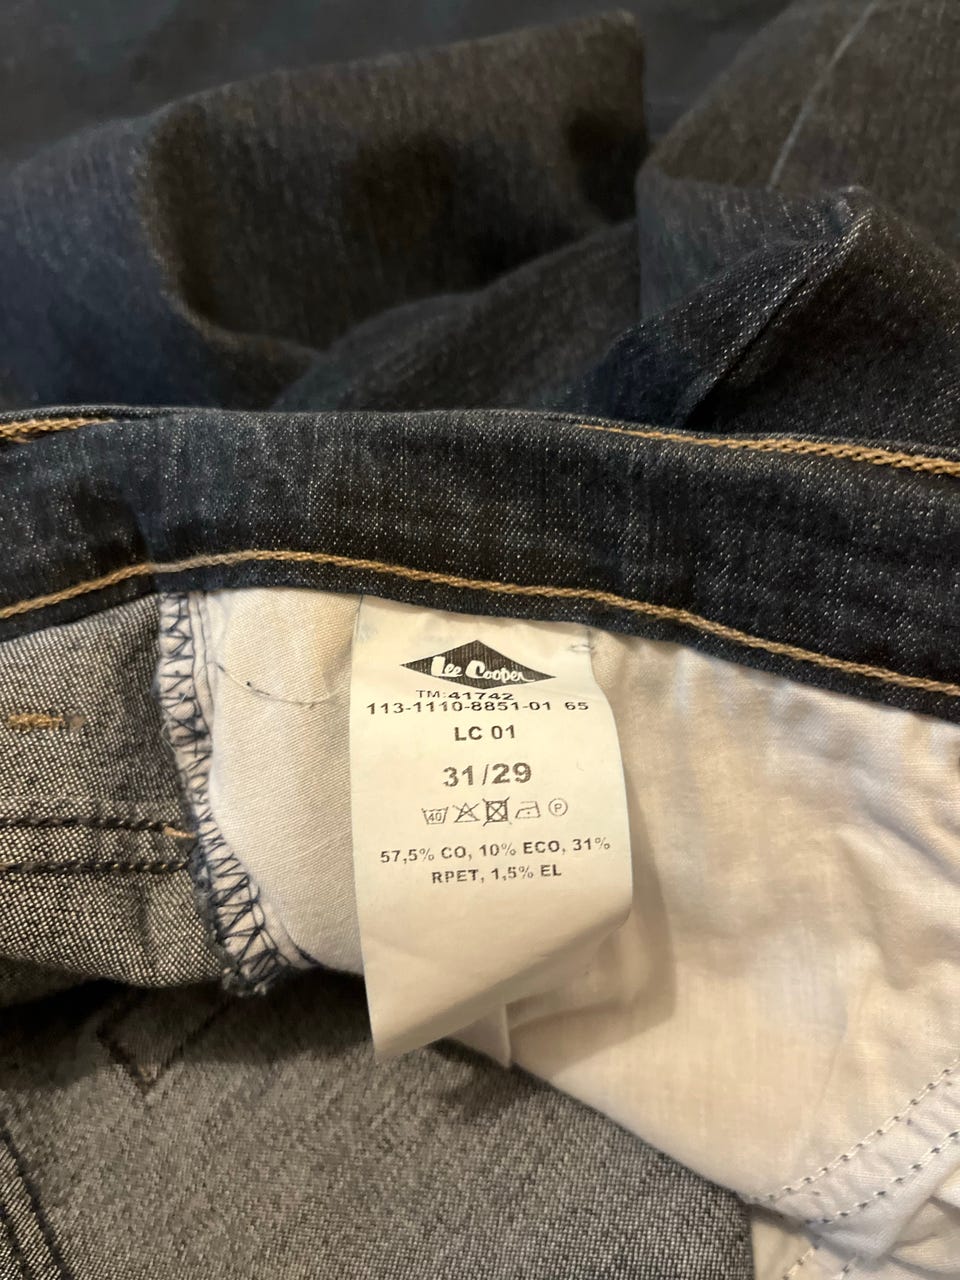 Lee Cooper
TM:41742
113-1110-8851-01 65
LC 01
31/29
40 P
57,5% CO, 10% ECO, 31%
RPET, 1,5% EL